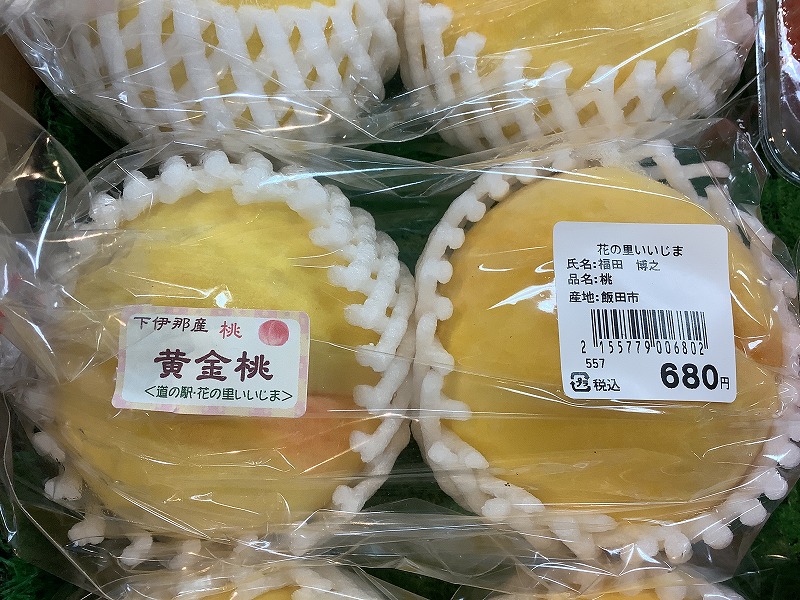 下伊那産 桃
黄金桃
<道の駅・花の里いいじま>
花の里いいじま
氏名:福田 博之
品名:桃
産地:飯田市
2 155779 006802
557
税込 680円